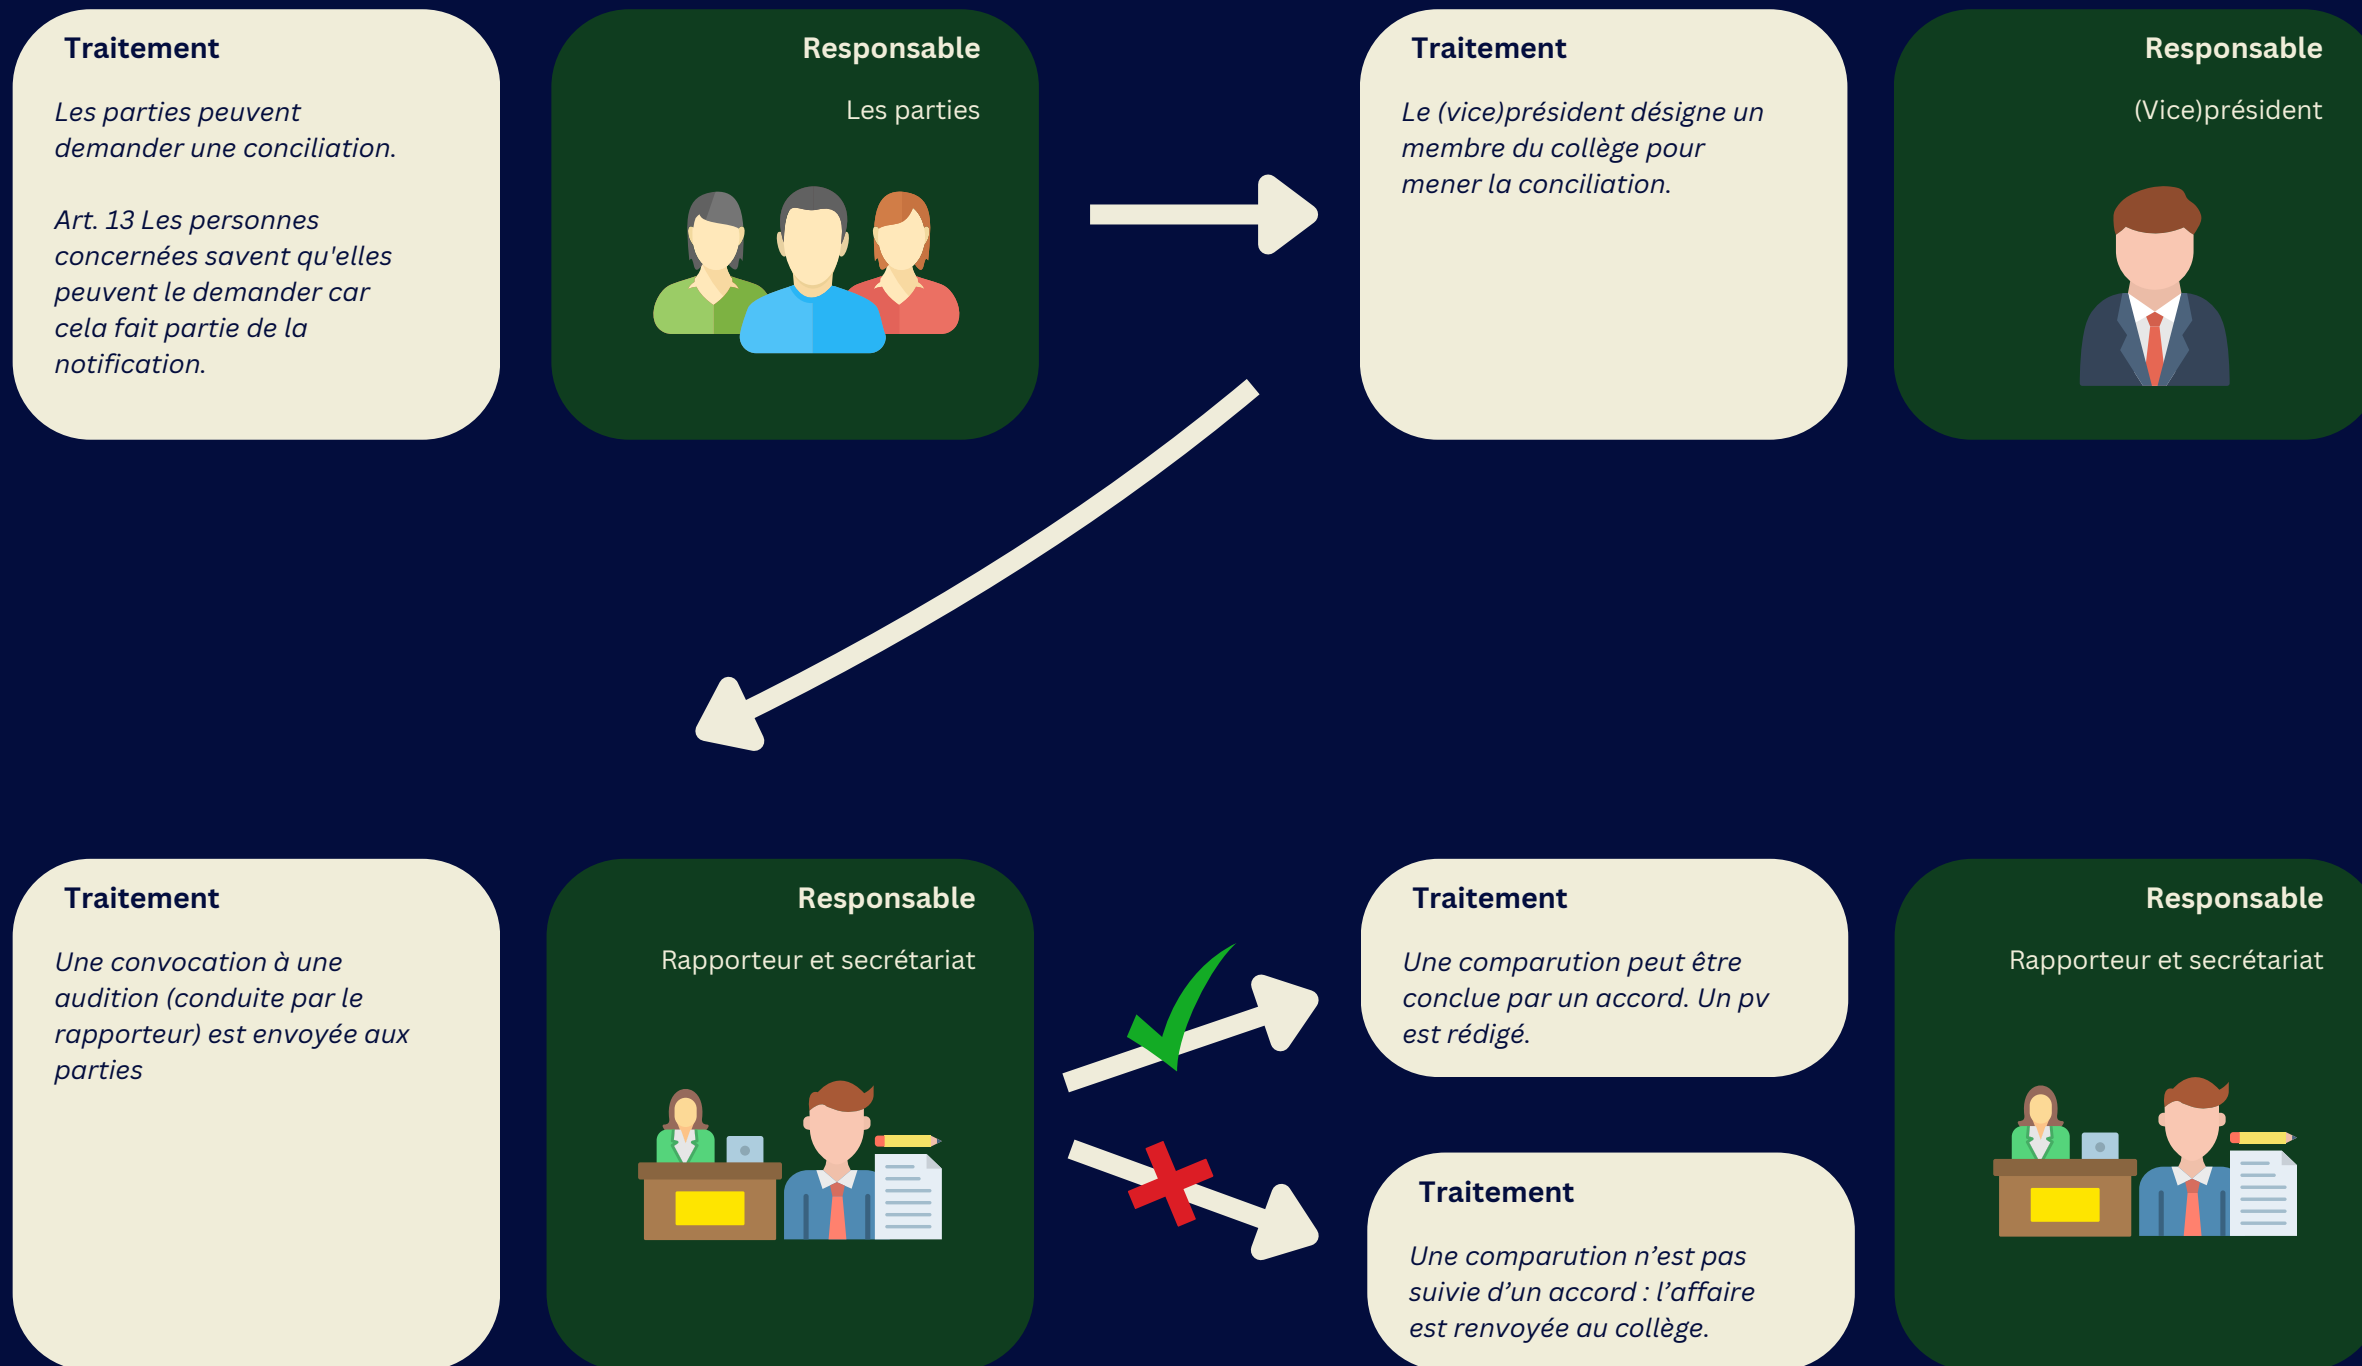 Traitement
Les parties peuvent
demander une conciliation.
Art. 13 Les personnes
concernées savent qu'elles
peuvent le demander car
cela fait partie de la
notification.
Responsable
Les parties
Traitement
Le (vice)président désigne un
membre du collège pour
mener la conciliation.
Responsable
(Vice)président
Traitement
Une convocation à une
audition (conduite par le
rapporteur) est envoyée aux
parties
Responsable
Rapporteur et secrétariat
Traitement
Une comparution peut être
conclue par un accord. Un pv
est rédigé.
Traitement
Une comparution n’est pas
suivie d’un accord : l’affaire
est renvoyée au collège.
Responsable
Rapporteur et secrétariat